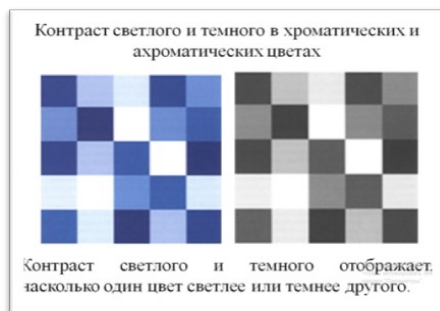 Контраст светлого и темного в хроматических и
ахроматических цветах
Контраст светлого и темного отображает,
насколько один цвет светлее или темнее другого.